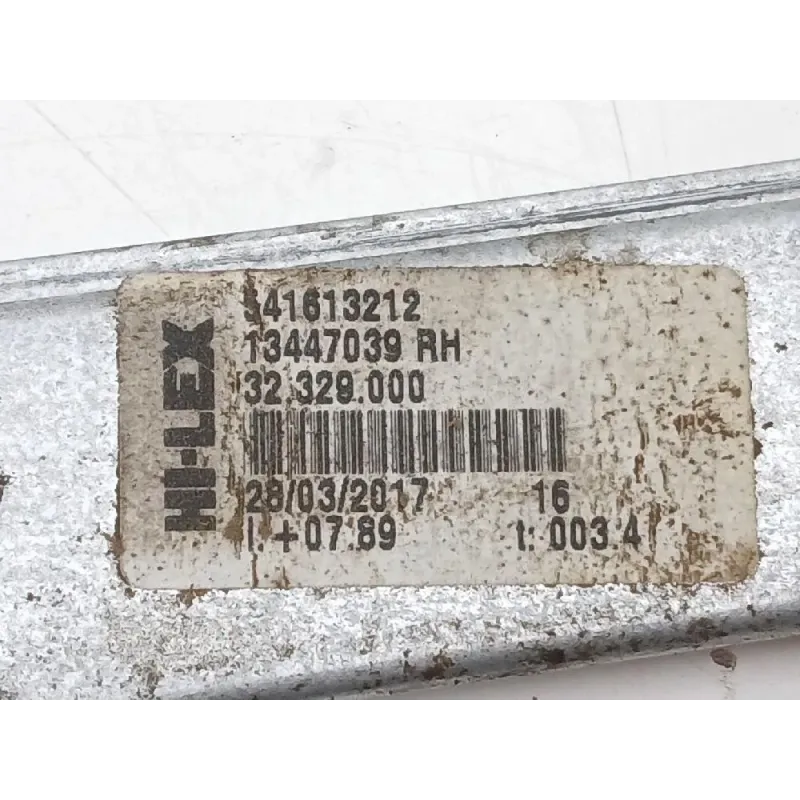 HI-LEX
341613212
13447039 RH
32.329.000
28/03/2017 16
I: +07.89 t: 003.4